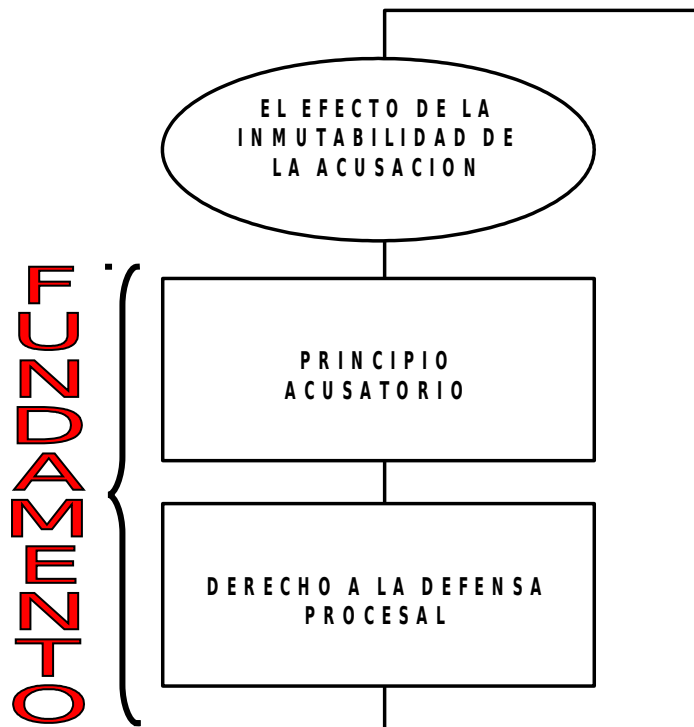 EL EFECTO DE LA
INMUTABILIDAD DE
LA ACUSACION
FUNDAMENTO
PRINCIPIO
ACUSATORIO
DERECHO A LA DEFENSA
PROCESAL